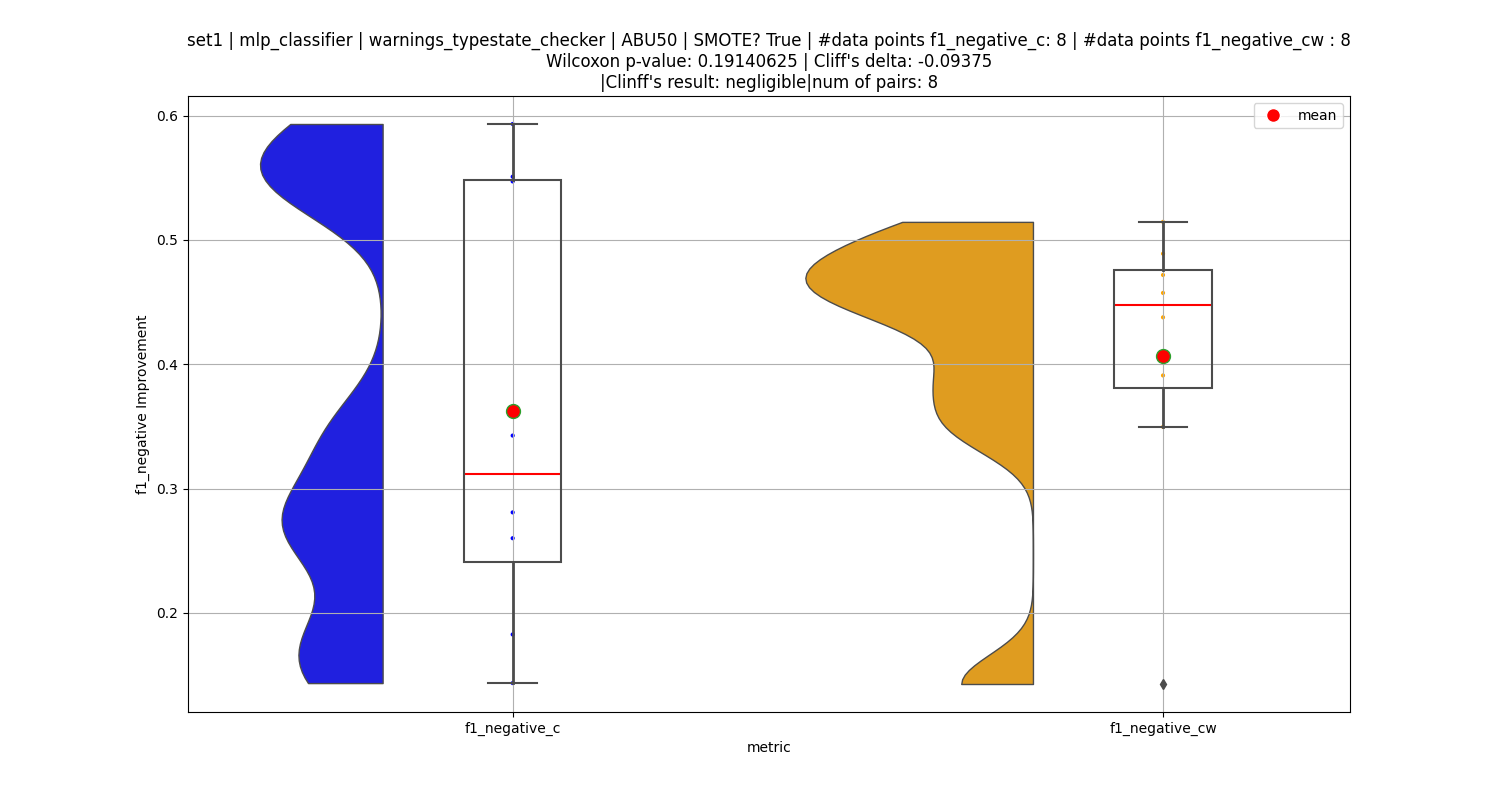 set1 | mlp_classifier | warnings_typestate_checker | ABU50 | SMOTE? True | #data points f1_negative_c: 8 | #data points f1_negative_cw : 8
Wilcoxon p-value: 0.19140625 | Cliff's delta: -0.09375
|Clinff's result: negligible|num of pairs: 8
mean
0.6
0.5
0.4
0.3
0.2
f1_negative Improvement
f1_negative_c
f1_negative_cw
metric